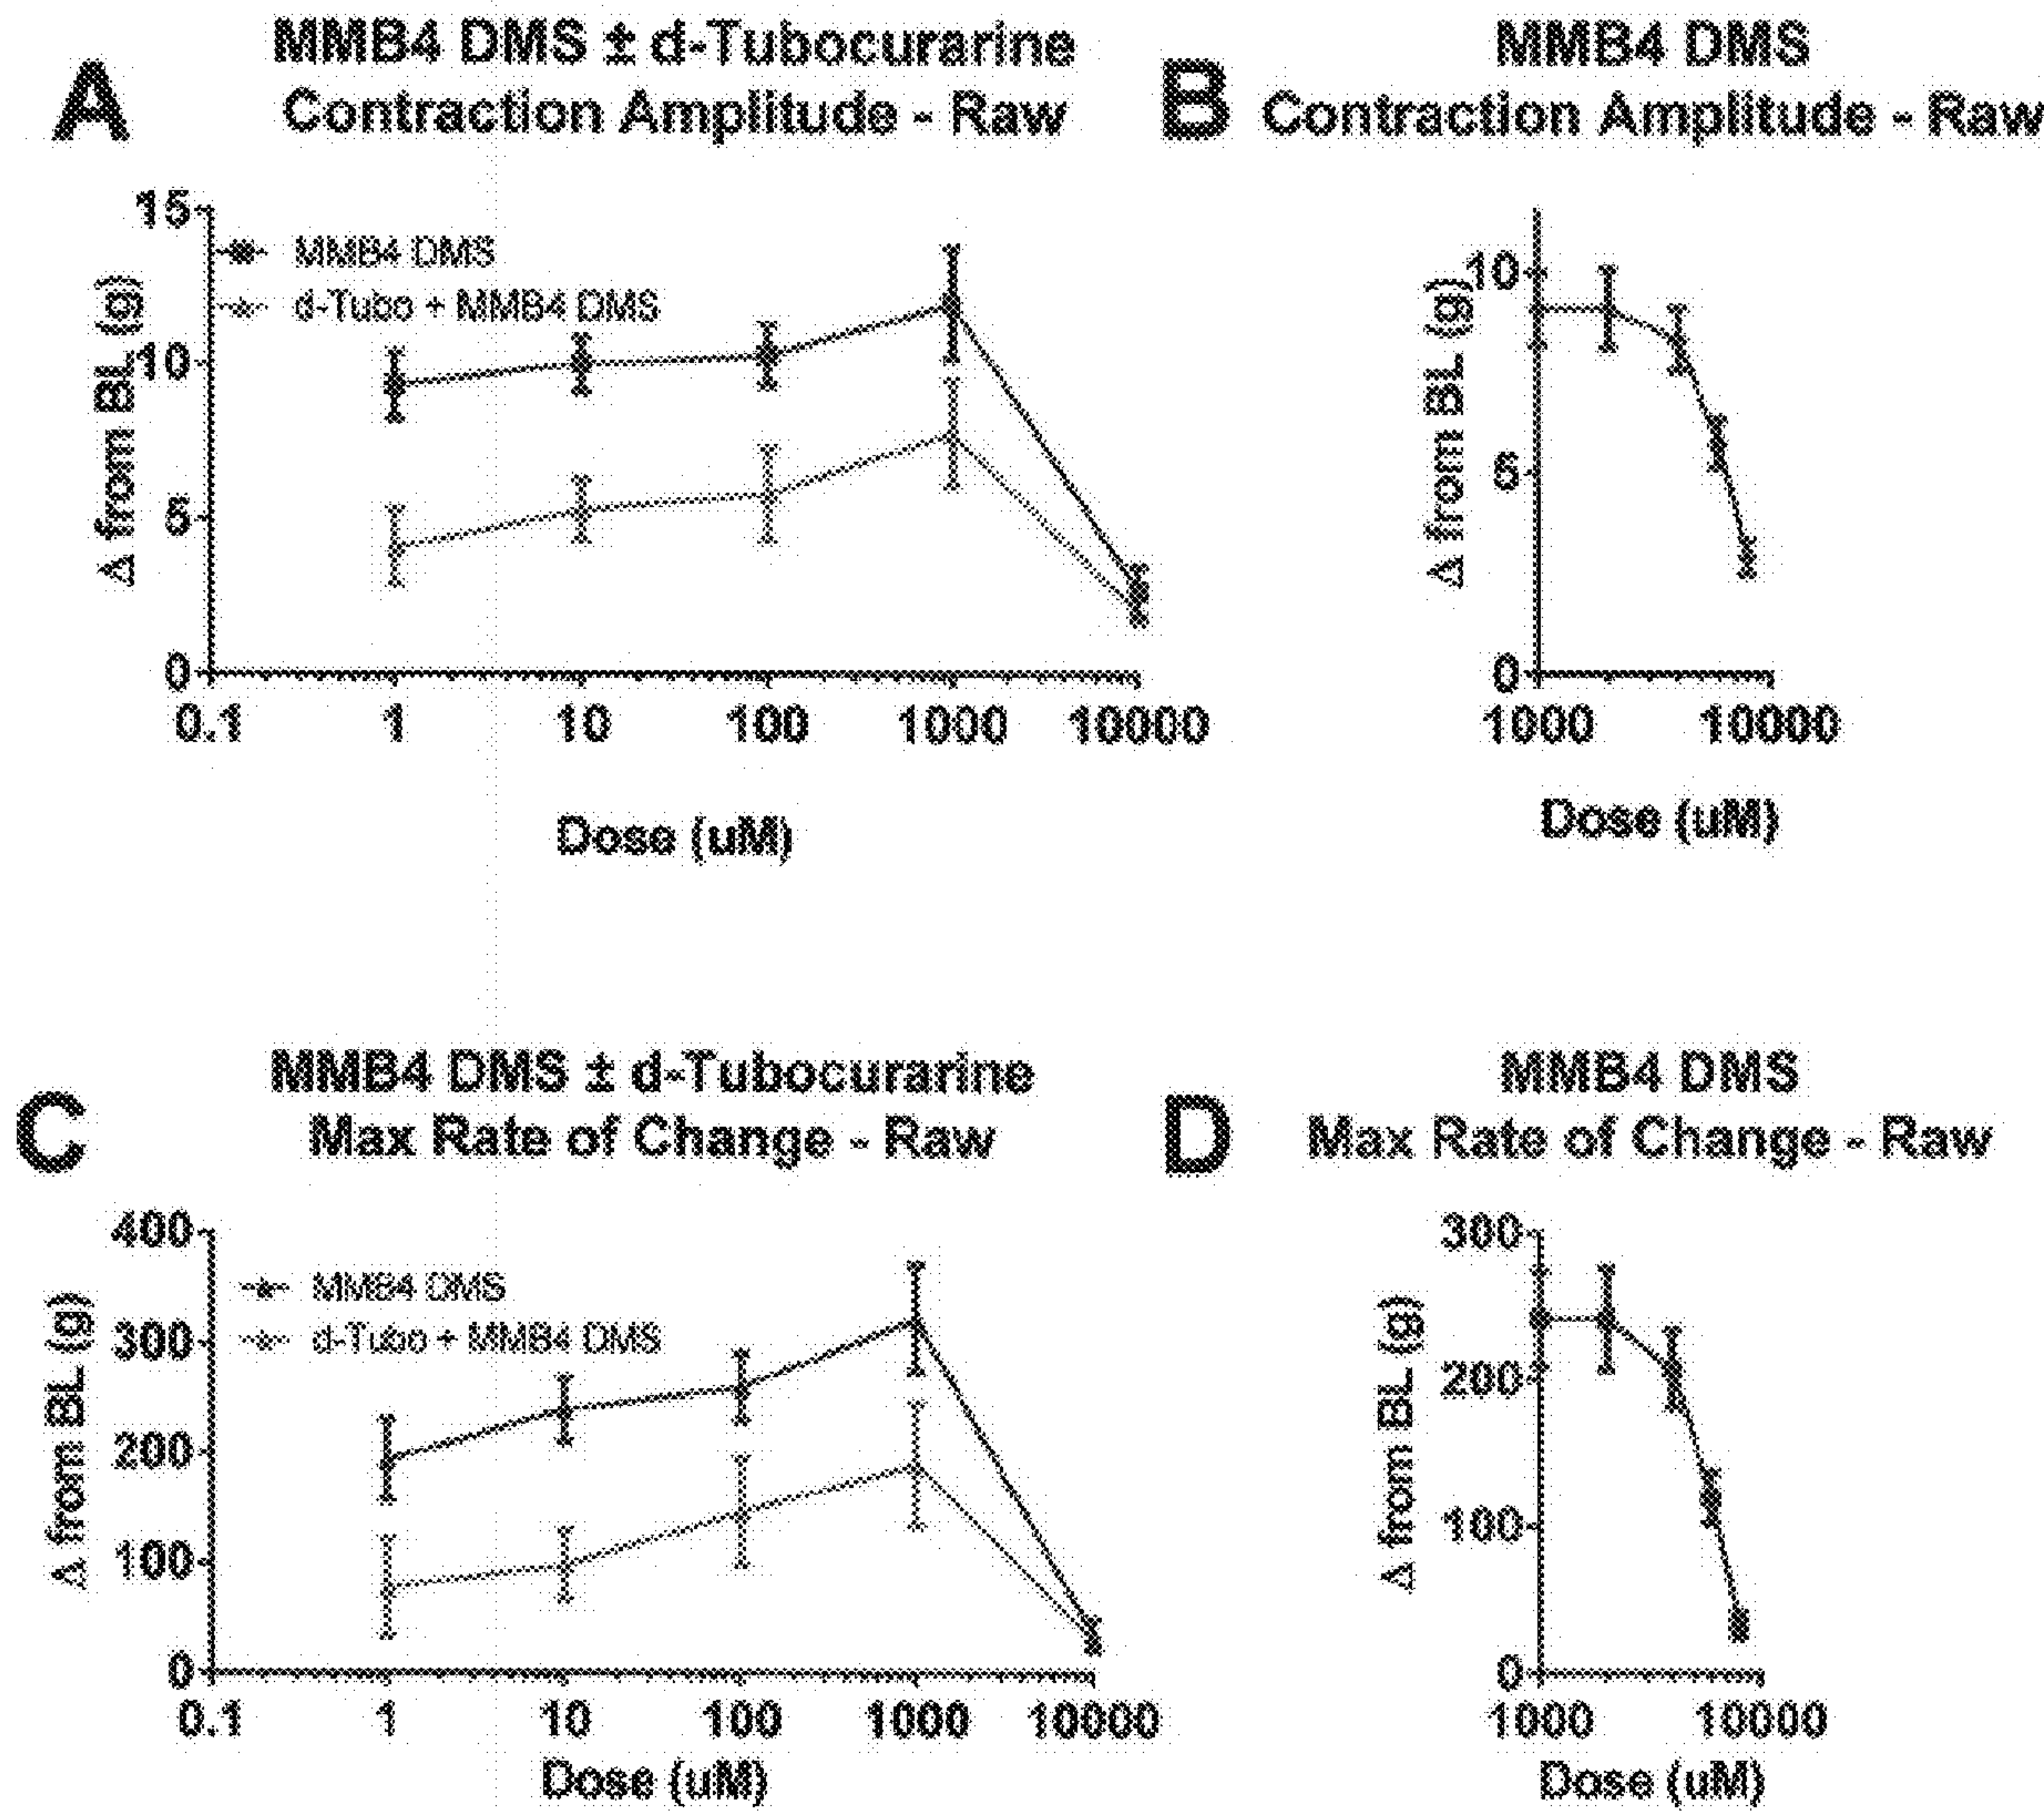 A
MMB4 DMS ± d-Tubocurarine
Contraction Amplitude - Raw
15
10
5
0
Δ from BL (g)
MMB4 DMS
d-Tubo + MMB4 DMS
0.1 1 10 100 1000 10000
Dose (uM)
B
MMB4 DMS
Contraction Amplitude - Raw
10
5
0
Δ from BL (g)
1000 10000
Dose (uM)
C
MMB4 DMS ± d-Tubocurarine
Max Rate of Change - Raw
400
300
200
100
0
Δ from BL (g)
MMB4 DMS
d-Tubo + MMB4 DMS
0.1 1 10 100 1000 10000
Dose (uM)
D
MMB4 DMS
Max Rate of Change - Raw
300
200
100
0
Δ from BL (g)
1000 10000
Dose (uM)